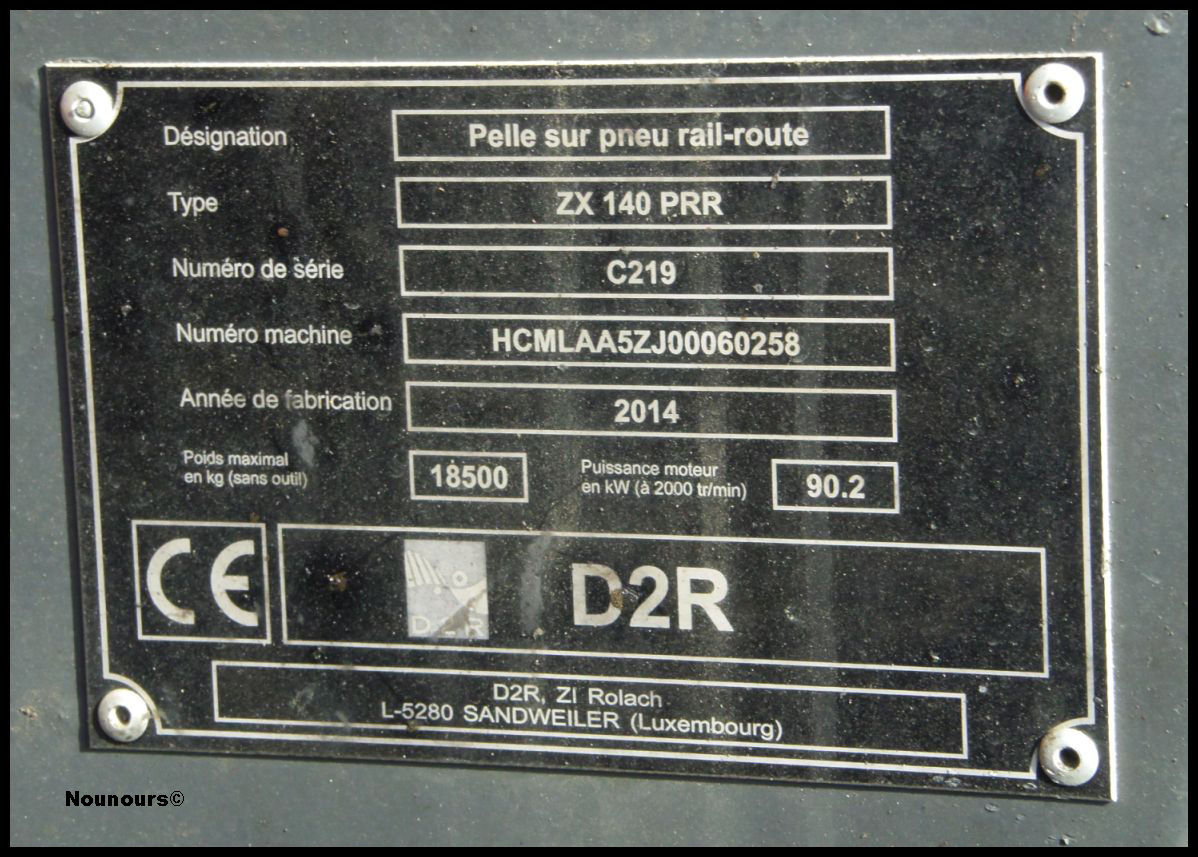 Désignation Pelle sur pneu rail-route
Type ZX 140 PRR
Numéro de série C219
Numéro machine HCMLAA5ZJ00060258
Année de fabrication 2014
Poids maximal
en kg (sans outil) 18500
Puissance moteur
en kW (à 2000 tr/min) 90.2
CE
D2R
D2R
D2R, ZI Rolach
L-5280 SANDWEILER (Luxembourg)
Nounours©